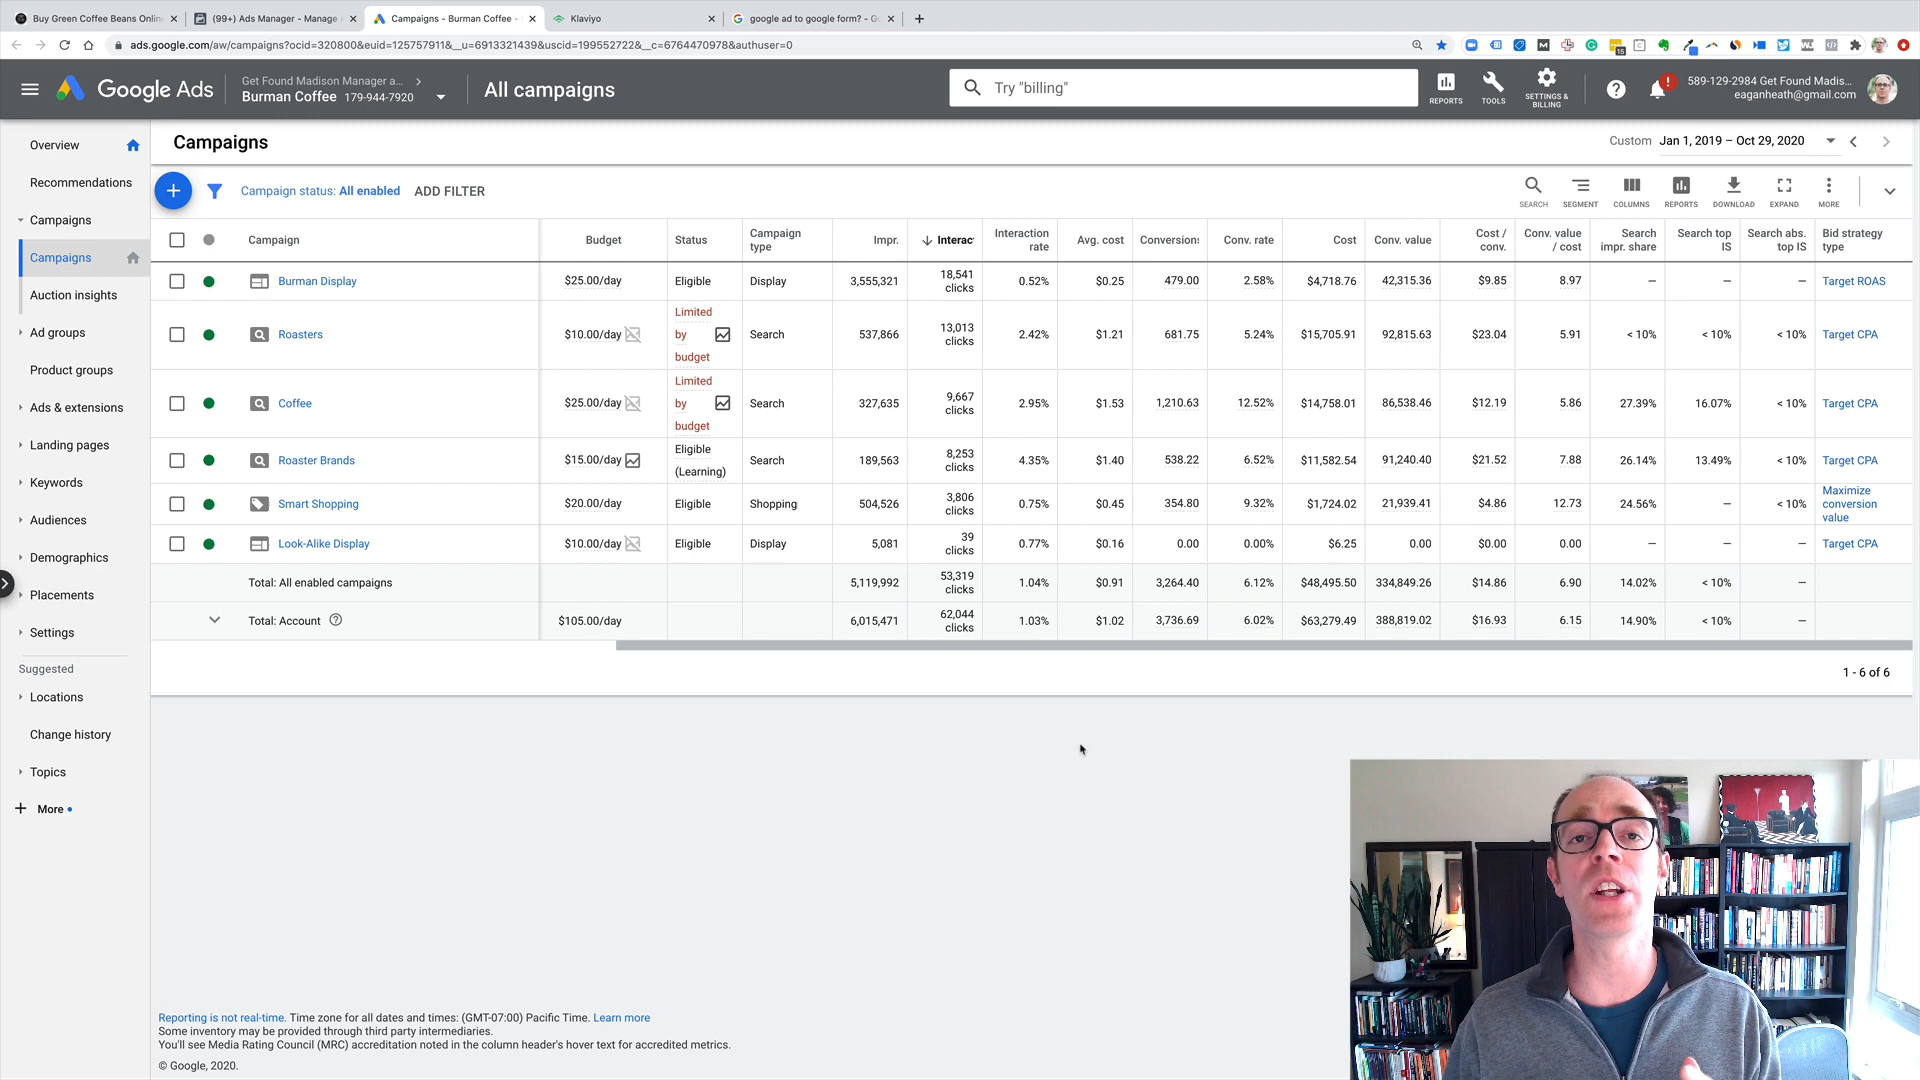 Buy Green Coffee Beans Online
(99+) Ads Manager - Manage A
Campaigns - Burman Coffee -
Klaviyo
google ad to google form? - Go
ads.google.com/aw/campaigns?ocid=320800&euid=125757911&__u=6913321439&uscid=199552722&__c=6764470978&authuser=0
Google Ads
Get Found Madison Manager a...
Burman Coffee 179-944-7920
All campaigns
Try "billing"
REPORTS
TOOLS
SETTINGS &
BILLING
589-129-2984 Get Found Madis...
eaganheath@gmail.com
Overview
Recommendations
Campaigns
Campaigns
Auction insights
Ad groups
Product groups
Ads & extensions
Landing pages
Keywords
Audiences
Demographics
Placements
Settings
Suggested
Locations
Change history
Topics
+ More
Campaigns
Custom Jan 1, 2019 – Oct 29, 2020
Campaign status: All enabled ADD FILTER
SEARCH SEGMENT COLUMNS REPORTS DOWNLOAD EXPAND MORE
Campaign Budget Status Campaign type Impr. Interac Interaction rate Avg. cost Conversions Conv. rate Cost Conv. value Cost / conv. Conv. value / cost Search impr. share Search top IS Search abs. top IS Bid strategy type
Burman Display $25.00/day Eligible Display 3,555,321 18,541 clicks 0.52% $0.25 479.00 2.58% $4,718.76 42,315.36 $9.85 8.97 — — — Target ROAS
Roasters $10.00/day Limited by budget Search 537,866 13,013 clicks 2.42% $1.21 681.75 5.24% $15,705.91 92,815.63 $23.04 5.91 < 10% < 10% < 10% Target CPA
Coffee $25.00/day Limited by budget Search 327,635 9,667 clicks 2.95% $1.53 1,210.63 12.52% $14,758.01 86,538.46 $12.19 5.86 27.39% 16.07% < 10% Target CPA
Roaster Brands $15.00/day Eligible (Learning) Search 189,563 8,253 clicks 4.35% $1.40 538.22 6.52% $11,582.54 91,240.40 $21.52 7.88 26.14% 13.49% < 10% Target CPA
Smart Shopping $20.00/day Eligible Shopping 504,526 3,806 clicks 0.75% $0.45 354.80 9.32% $1,724.02 21,939.41 $4.86 12.73 24.56% — < 10% Maximize conversion value
Look-Alike Display $10.00/day Eligible Display 5,081 39 clicks 0.77% $0.16 0.00 0.00% $6.25 0.00 $0.00 0.00 — — — Target CPA
Total: All enabled campaigns 5,119,992 53,319 clicks 1.04% $0.91 3,264.40 6.12% $48,495.50 334,849.26 $14.86 6.90 14.02% < 10% —
Total: Account $105.00/day 6,015,471 62,044 clicks 1.03% $1.02 3,736.69 6.02% $63,279.49 388,819.02 $16.93 6.15 14.90% < 10% —
1 - 6 of 6
Reporting is not real-time. Time zone for all dates and times: (GMT-07:00) Pacific Time. Learn more
Some inventory may be provided through third party intermediaries.
You'll see Media Rating Council (MRC) accreditation noted in the column header's hover text for accredited metrics.
© Google, 2020.